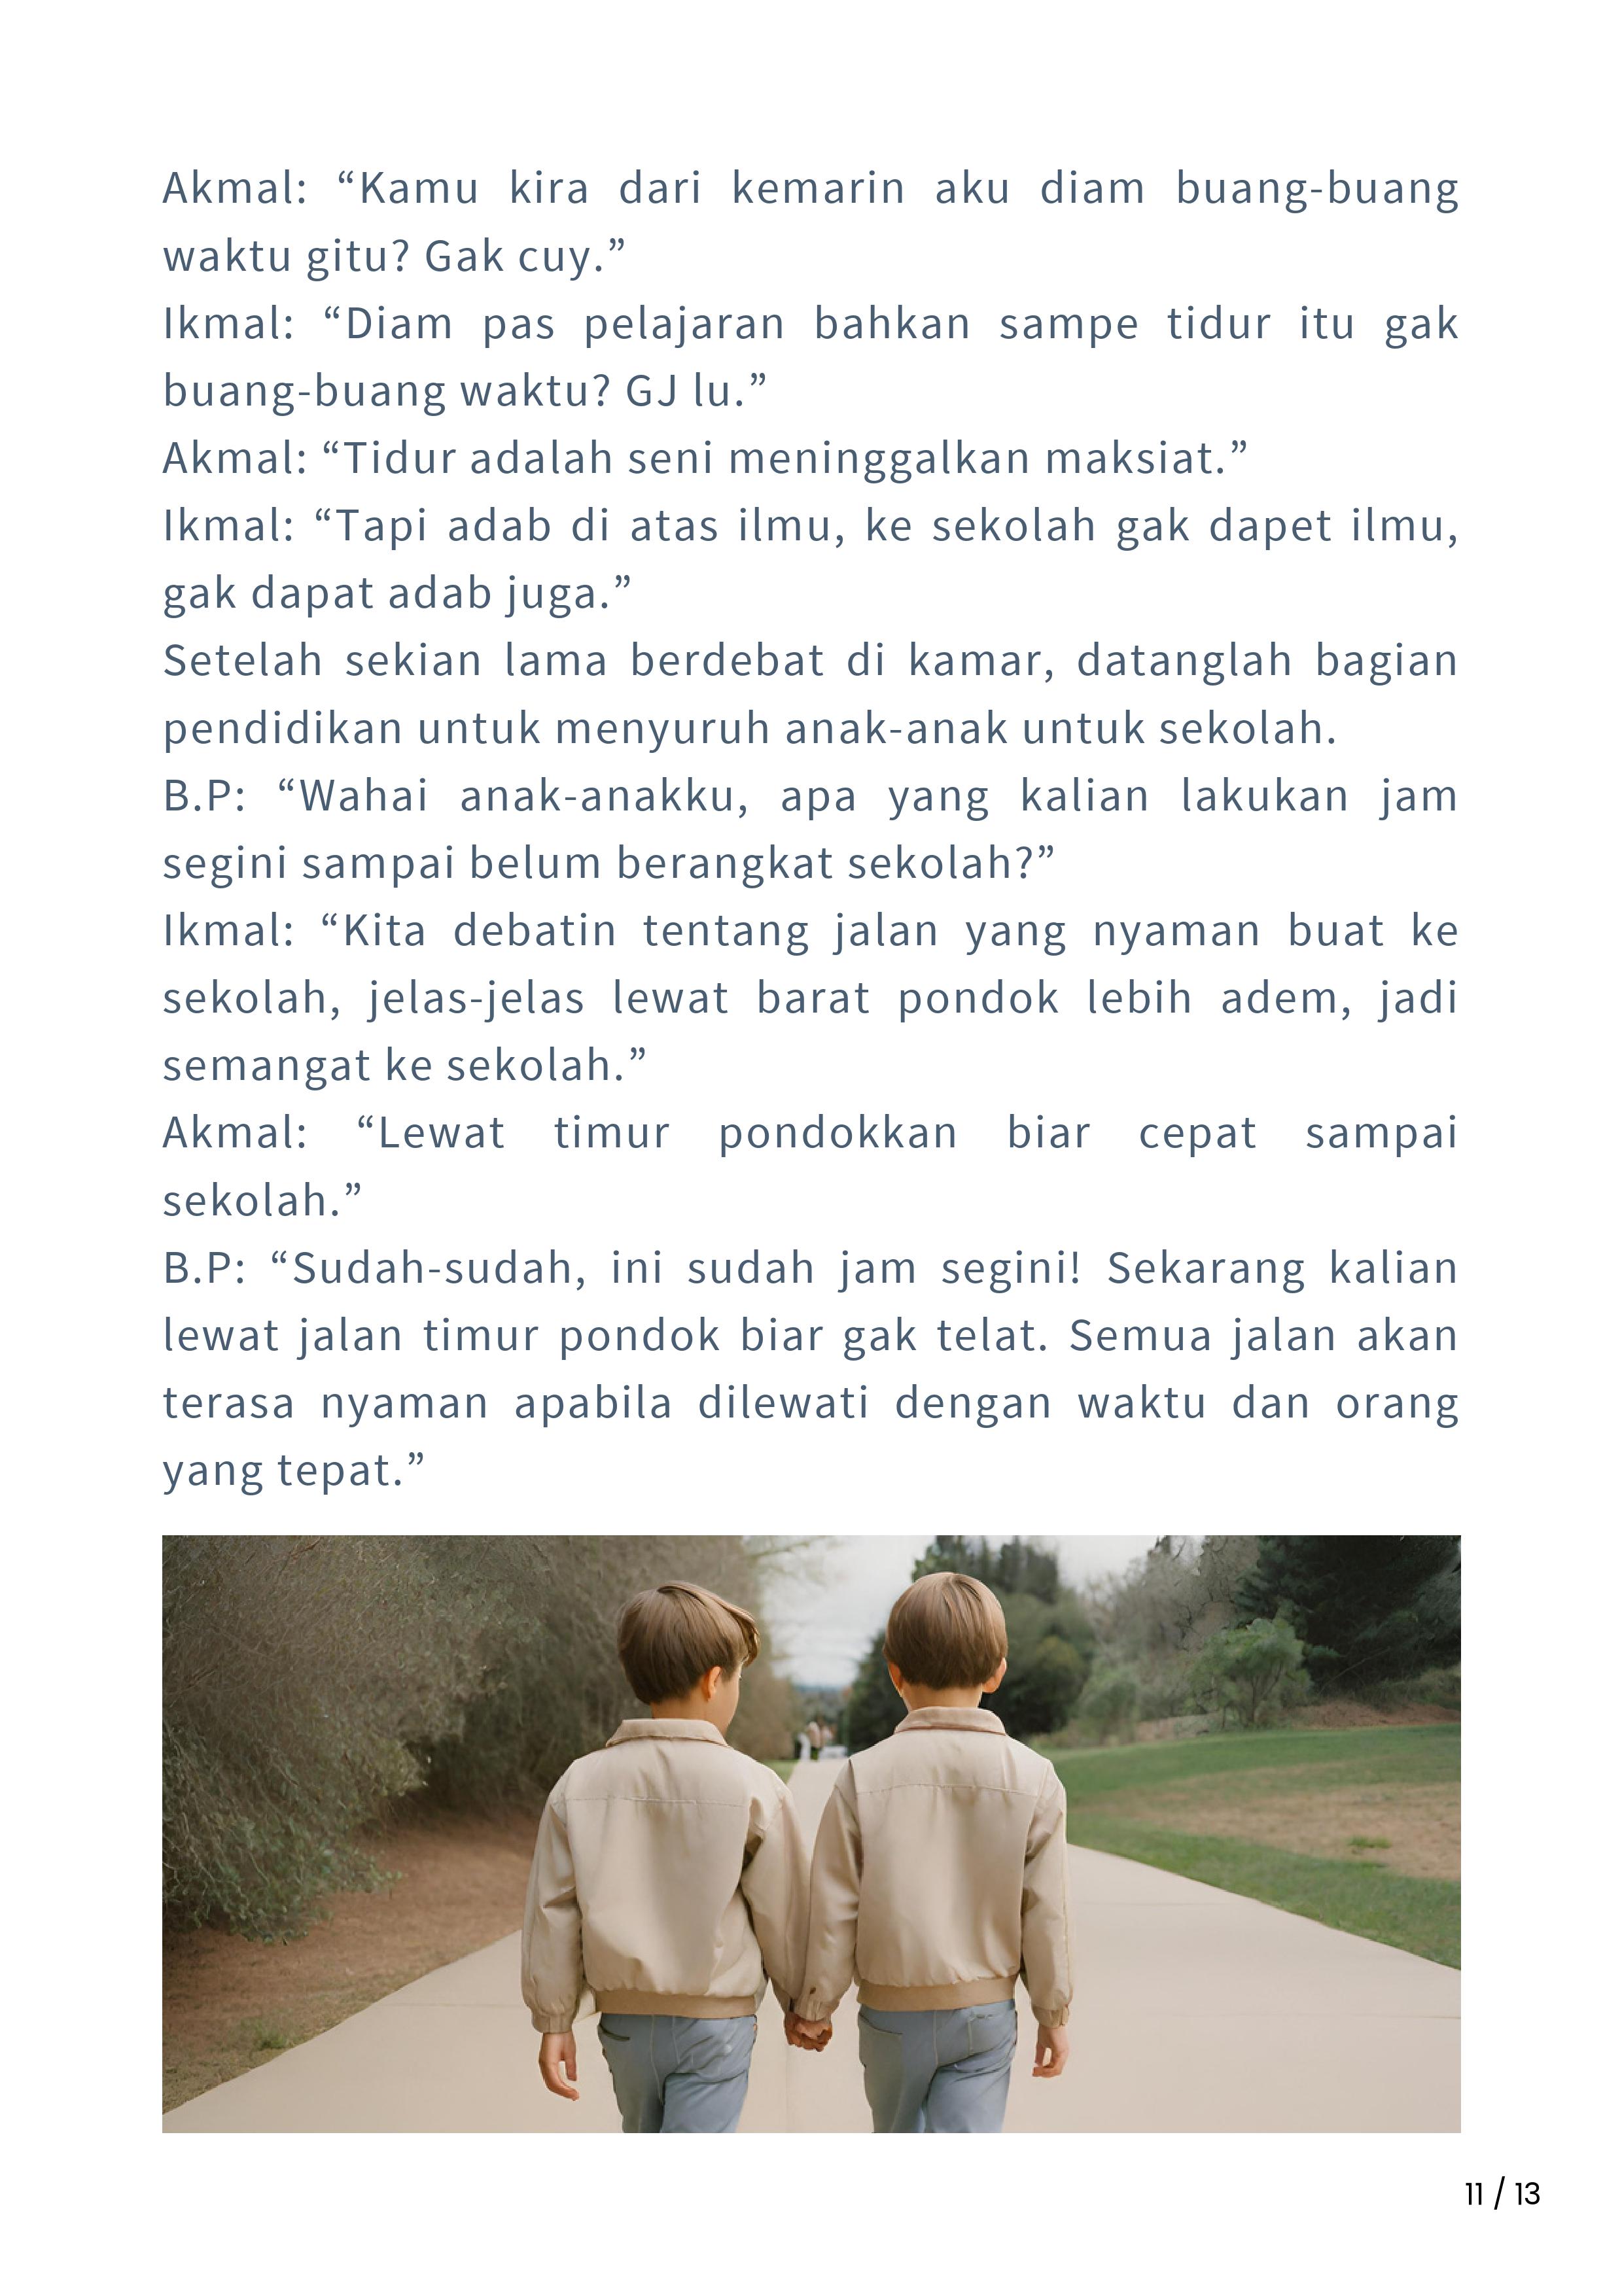 Akmal: “Kamu kira dari kemarin aku diam buang-buang
waktu gitu? Gak cuy.”
Ikmal: “Diam pas pelajaran bahkan sampe tidur itu gak
buang-buang waktu? GJ lu.”
Akmal: “Tidur adalah seni meninggalkan maksiat.”
Ikmal: “Tapi adab di atas ilmu, ke sekolah gak dapet ilmu,
gak dapat adab juga.”
Setelah sekian lama berdebat di kamar, datanglah bagian
pendidikan untuk menyuruh anak-anak untuk sekolah.
B.P: “Wahai anak-anakku, apa yang kalian lakukan jam
segini sampai belum berangkat sekolah?”
Ikmal: “Kita debatin tentang jalan yang nyaman buat ke
sekolah, jelas-jelas lewat barat pondok lebih adem, jadi
semangat ke sekolah.”
Akmal: “Lewat timur pondokkan biar cepat sampai
sekolah.”
B.P: “Sudah-sudah, ini sudah jam segini! Sekarang kalian
lewat jalan timur pondok biar gak telat. Semua jalan akan
terasa nyaman apabila dilewati dengan waktu dan orang
yang tepat.”
11 / 13